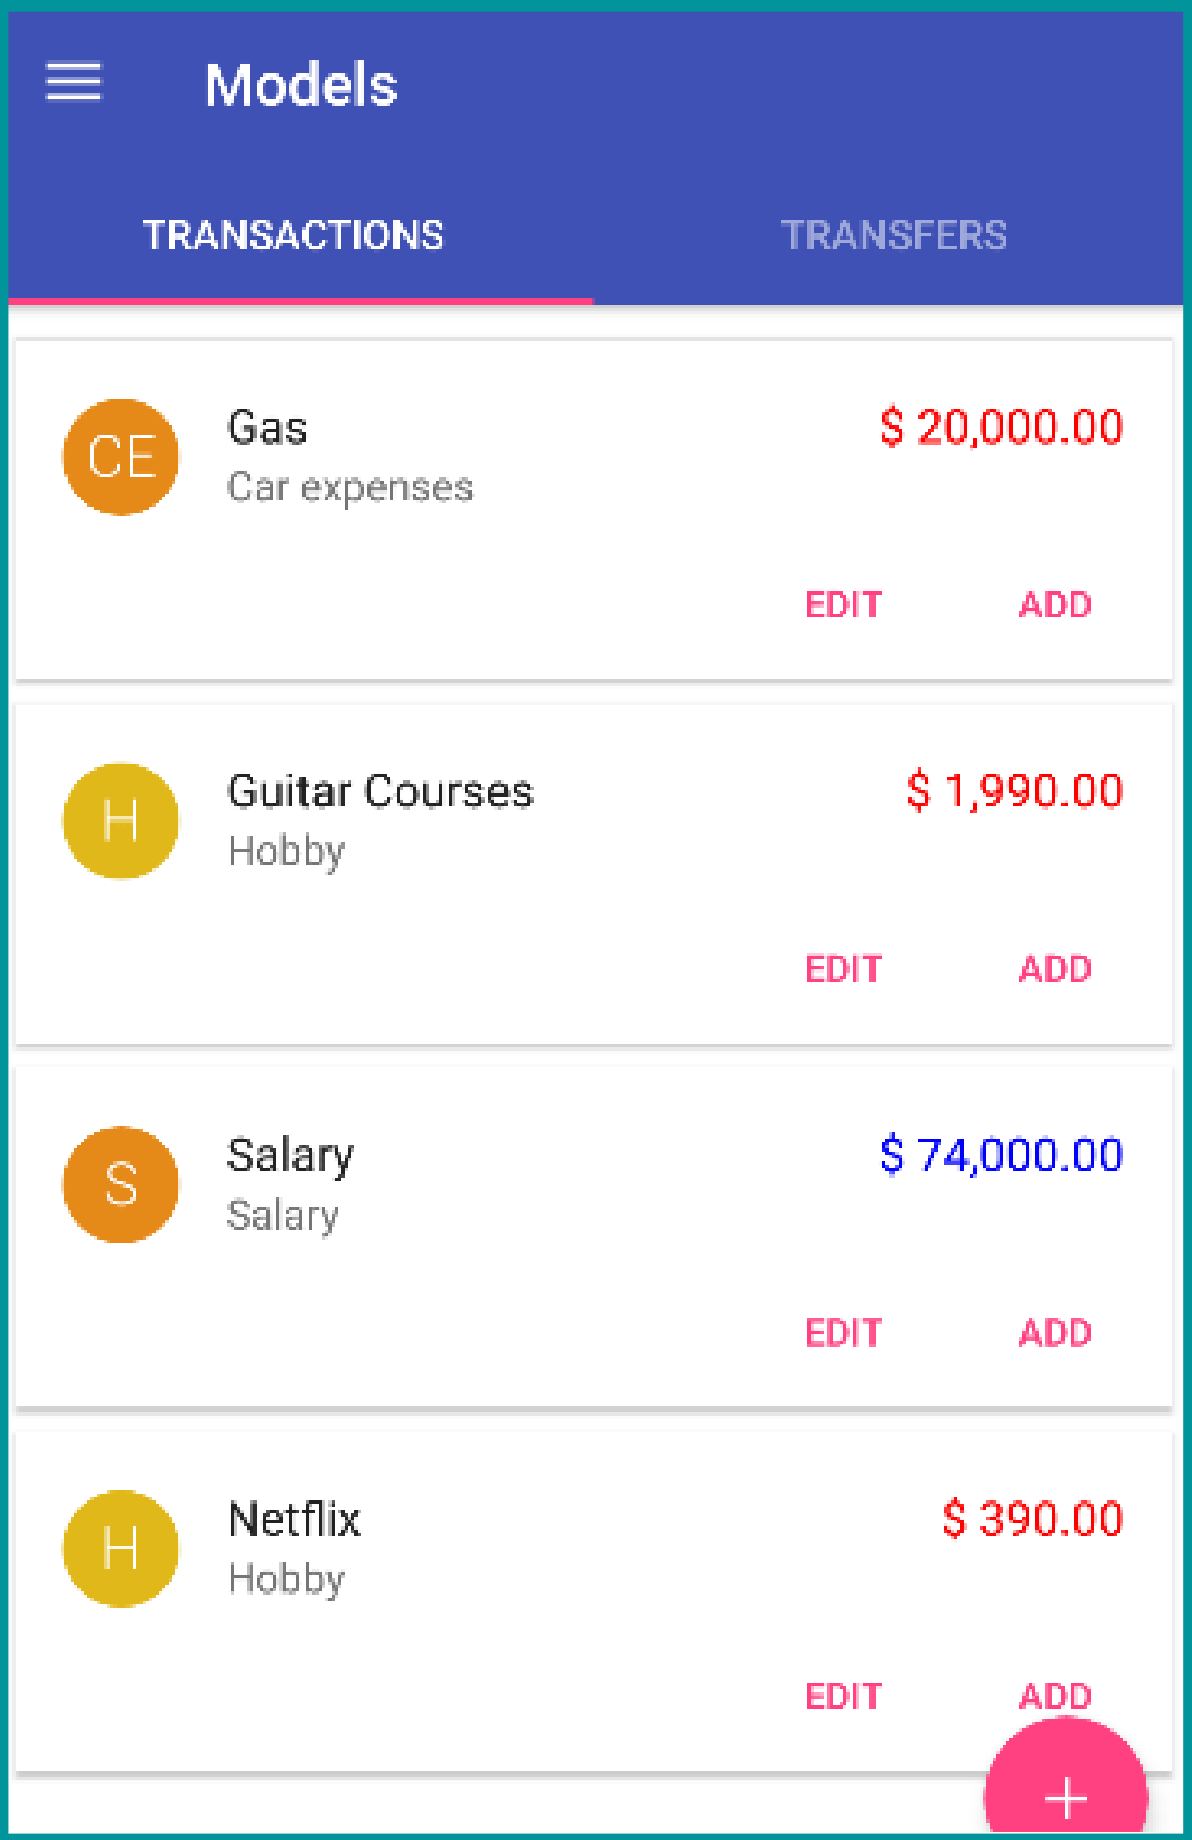 Models
TRANSACTIONS TRANSFERS
CE Gas $ 20,000.00
Car expenses
EDIT ADD
H Guitar Courses $ 1,990.00
Hobby
EDIT ADD
S Salary $ 74,000.00
Salary
EDIT ADD
H Netflix $ 390.00
Hobby
EDIT ADD
+